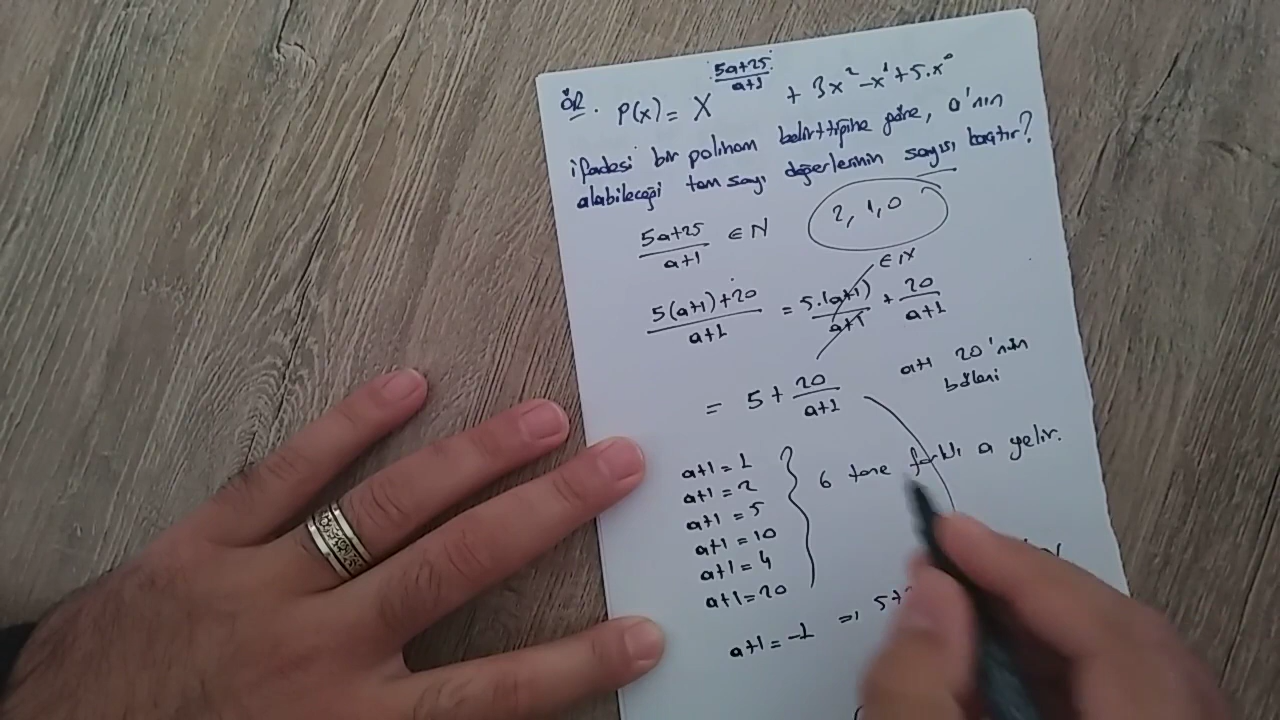 ÖR. P(x) = X^(5a+25)/(a+1) + 3x² - x¹ + 5.x⁰
ifadesi bir polinom belirttiğine göre, a'nın
alabileceği tam sayı değerlerinin sayısı kaçtır?
(5a+25)/(a+1) ∈ N 2, 1, 0
(5(a+1)+20)/(a+1) = 5.(a+1)/(a+1) + 20/(a+1) ∈ N
= 5 + 20/(a+1)
a+1 20'nin
böleni
a+1 = 1
a+1 = 2
a+1 = 5
a+1 = 10
a+1 = 4
a+1 = 20
6 tane farklı a gelir.
a+1 = -1 => 5+